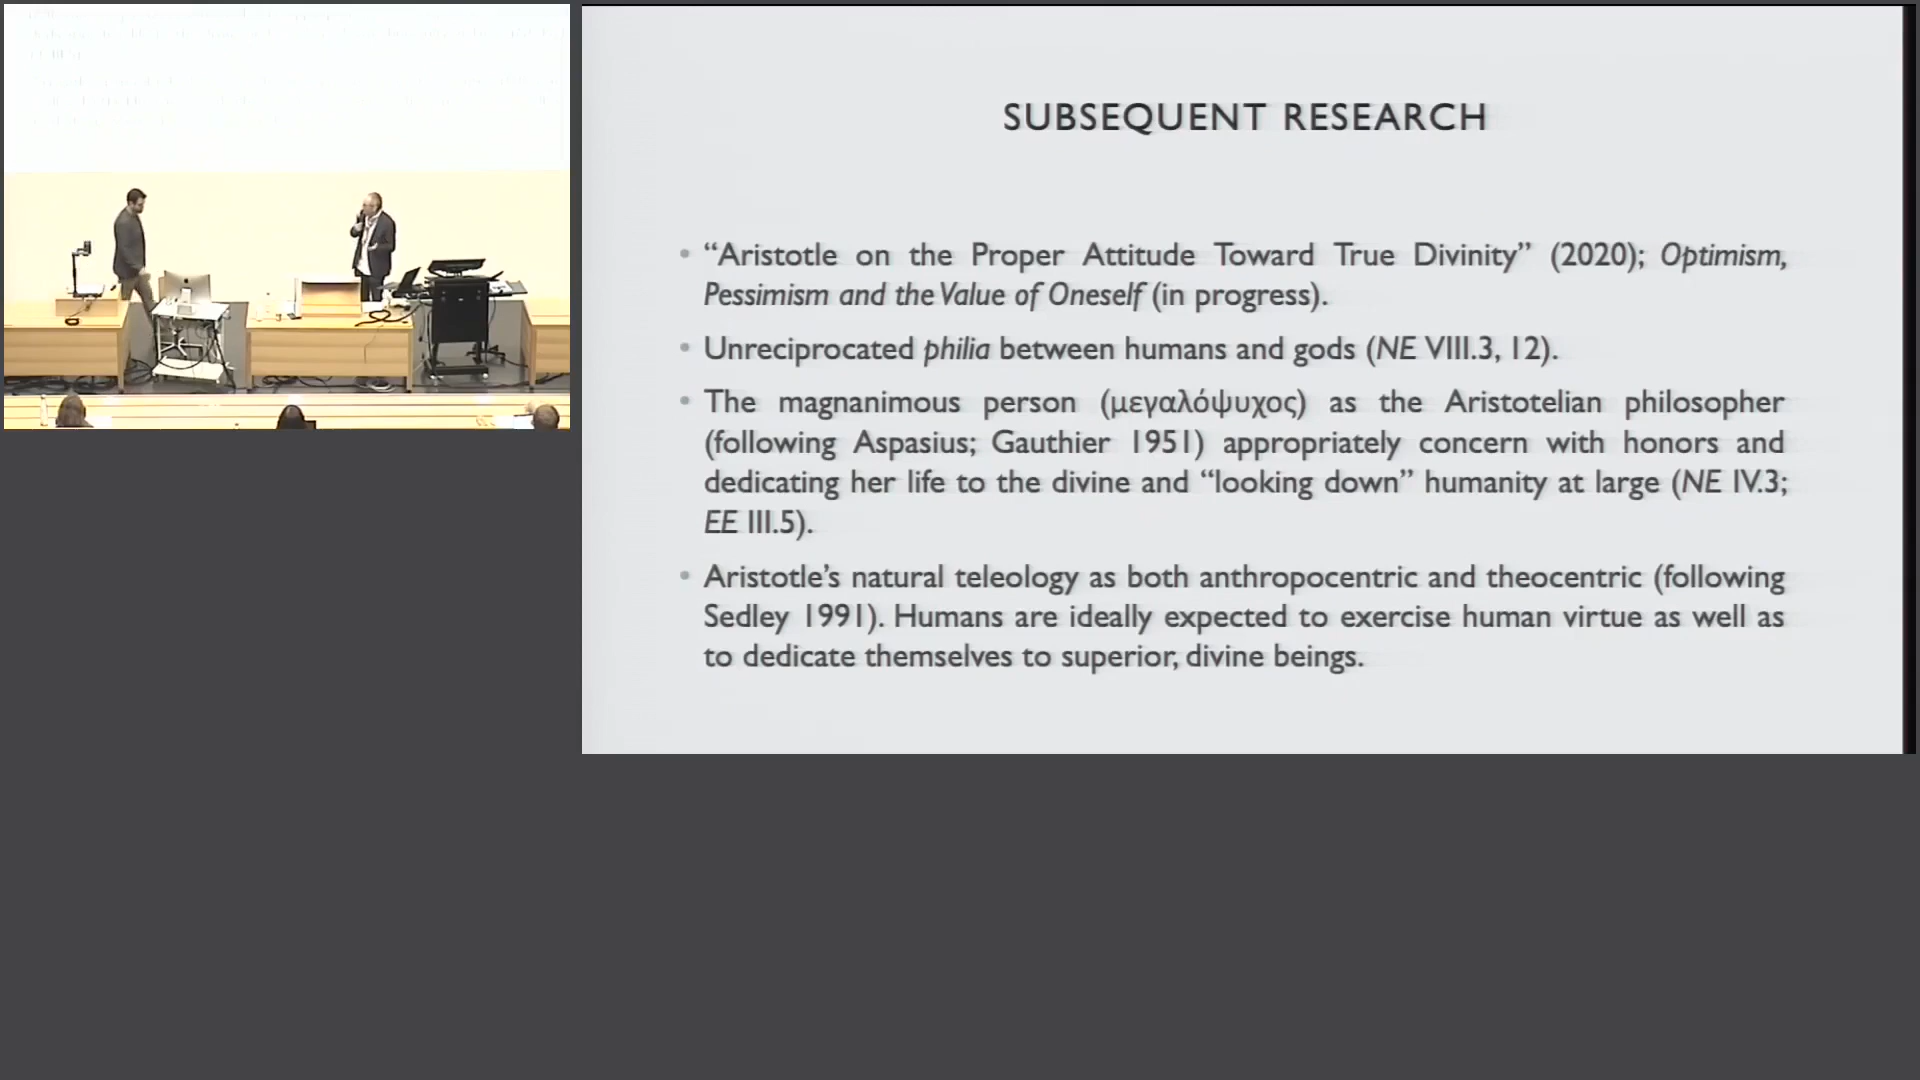 SUBSEQUENT RESEARCH
• “Aristotle on the Proper Attitude Toward True Divinity” (2020); Optimism,
Pessimism and the Value of Oneself (in progress).
• Unreciprocated philia between humans and gods (NE VIII.3, 12).
• The magnanimous person (μεγαλόψυχος) as the Aristotelian philosopher
(following Aspasius; Gauthier 1951) appropriately concern with honors and
dedicating her life to the divine and “looking down” humanity at large (NE IV.3;
EE III.5).
• Aristotle’s natural teleology as both anthropocentric and theocentric (following
Sedley 1991). Humans are ideally expected to exercise human virtue as well as
to dedicate themselves to superior, divine beings.